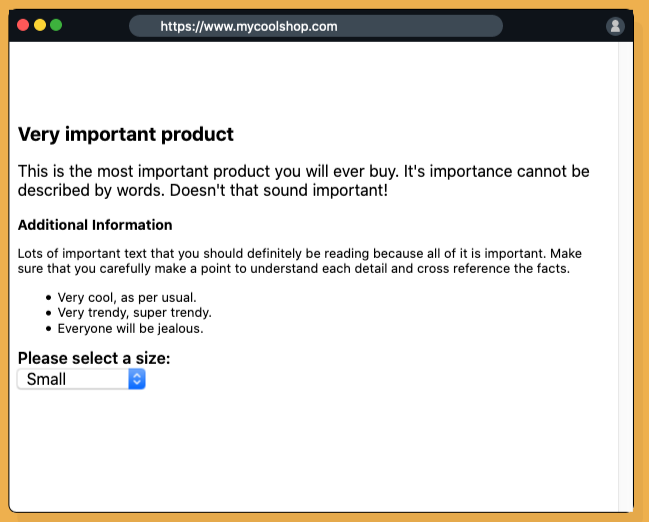 https://www.mycoolshop.com
Very important product
This is the most important product you will ever buy. It's importance cannot be
described by words. Doesn't that sound important!
Additional Information
Lots of important text that you should definitely be reading because all of it is important. Make
sure that you carefully make a point to understand each detail and cross reference the facts.
• Very cool, as per usual.
• Very trendy, super trendy.
• Everyone will be jealous.
Please select a size:
Small